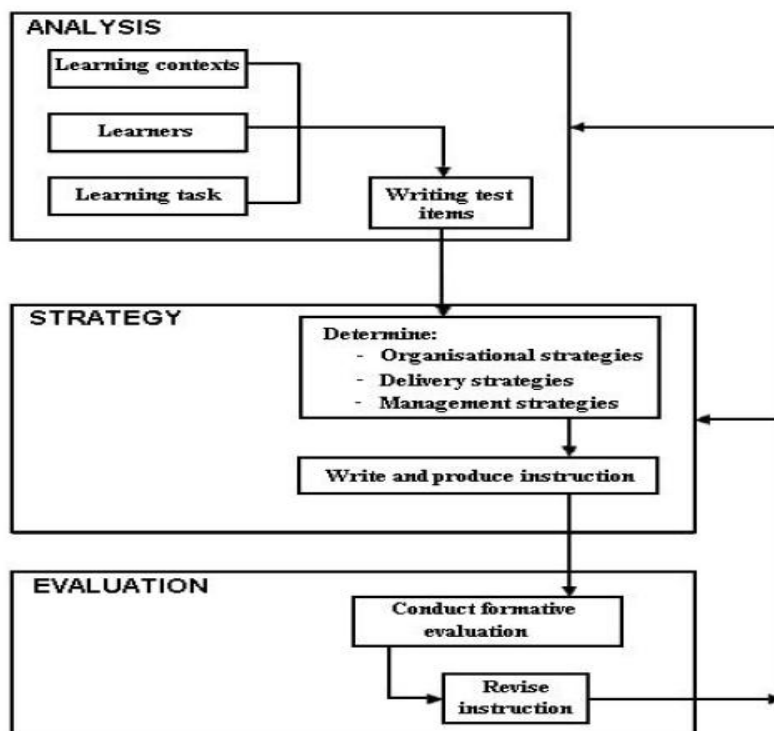 ANALYSIS
Learning contexts
Learners
Learning task
Writing test
items
STRATEGY
Determine:
- Organisational strategies
- Delivery strategies
- Management strategies
Write and produce instruction
EVALUATION
Conduct formative
evaluation
Revise
instruction